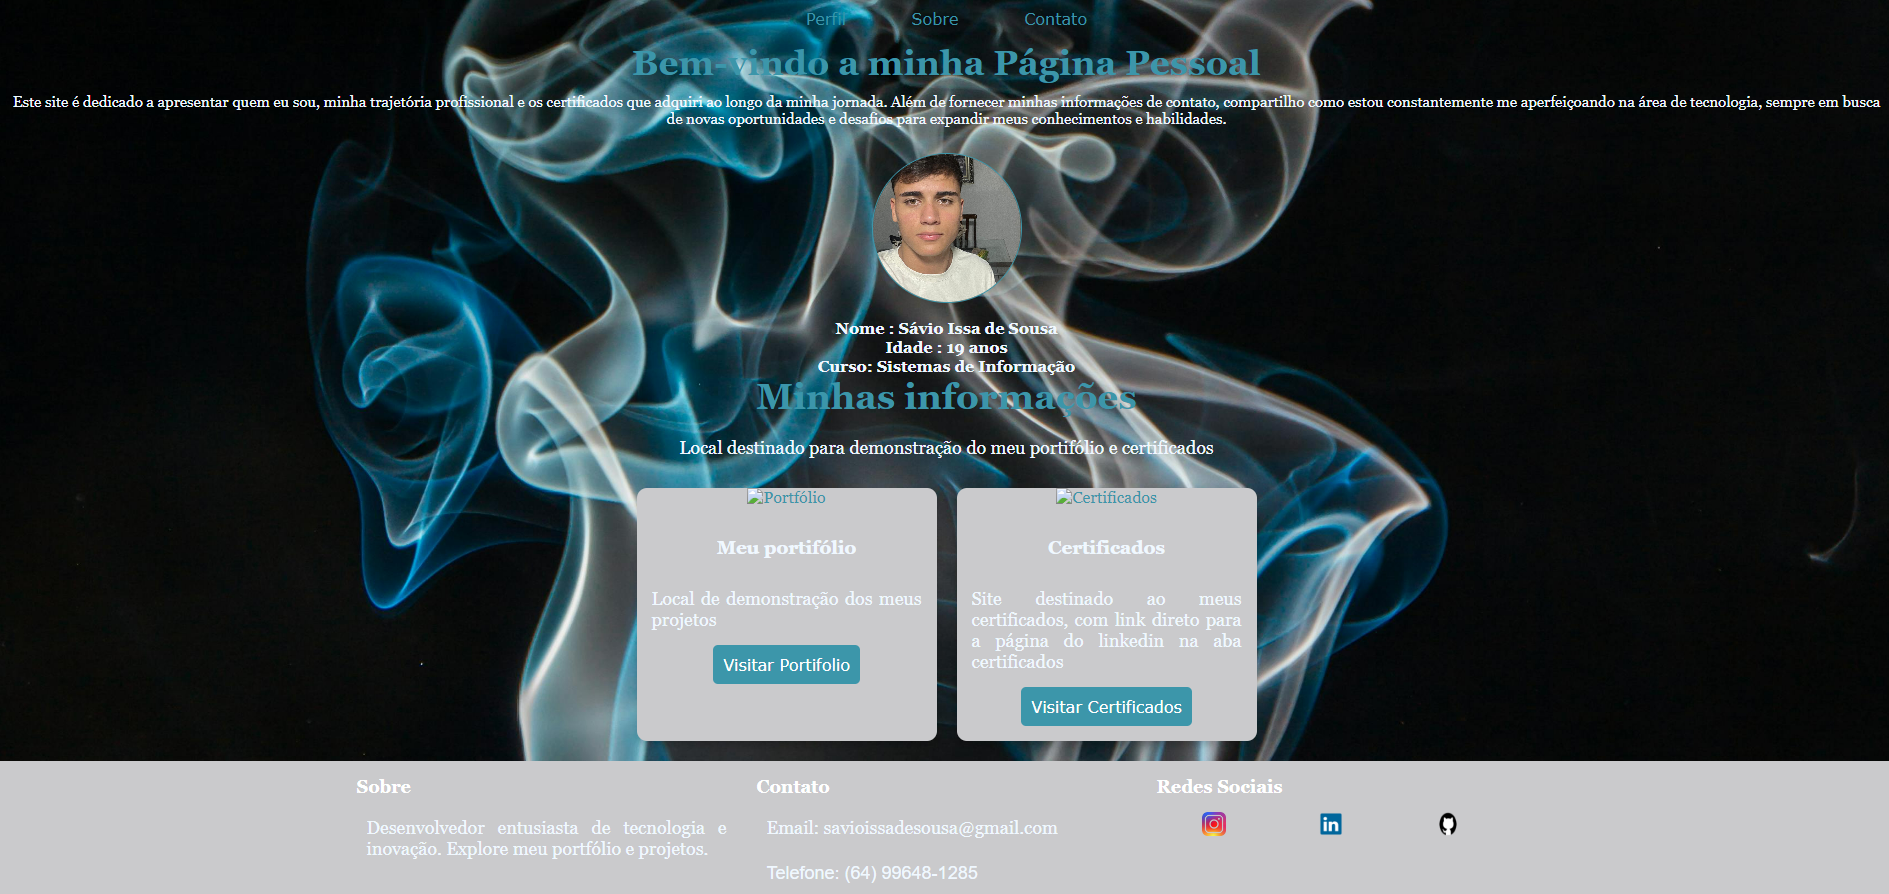 Perfil Sobre Contato
Bem-vindo a minha Página Pessoal
Este site é dedicado a apresentar quem eu sou, minha trajetória profissional e os certificados que adquiri ao longo da minha jornada. Além de fornecer minhas informações de contato, compartilho como estou constantemente me aperfeiçoando na área de tecnologia, sempre em busca
de novas oportunidades e desafios para expandir meus conhecimentos e habilidades.
Nome : Sávio Issa de Sousa
Idade : 19 anos
Curso: Sistemas de Informação
Minhas informações
Local destinado para demonstração do meu portifólio e certificados
Portfólio
Meu portifólio
Local de demonstração dos meus
projetos
Visitar Portifolio
Certificados
Certificados
Site destinado ao meus
certificados, com link direto para
a página do linkedin na aba
certificados
Visitar Certificados
Sobre
Desenvolvedor entusiasta de tecnologia e
inovação. Explore meu portfólio e projetos.
Contato
Email: savioissadesousa@gmail.com
Telefone: (64) 99648-1285
Redes Sociais